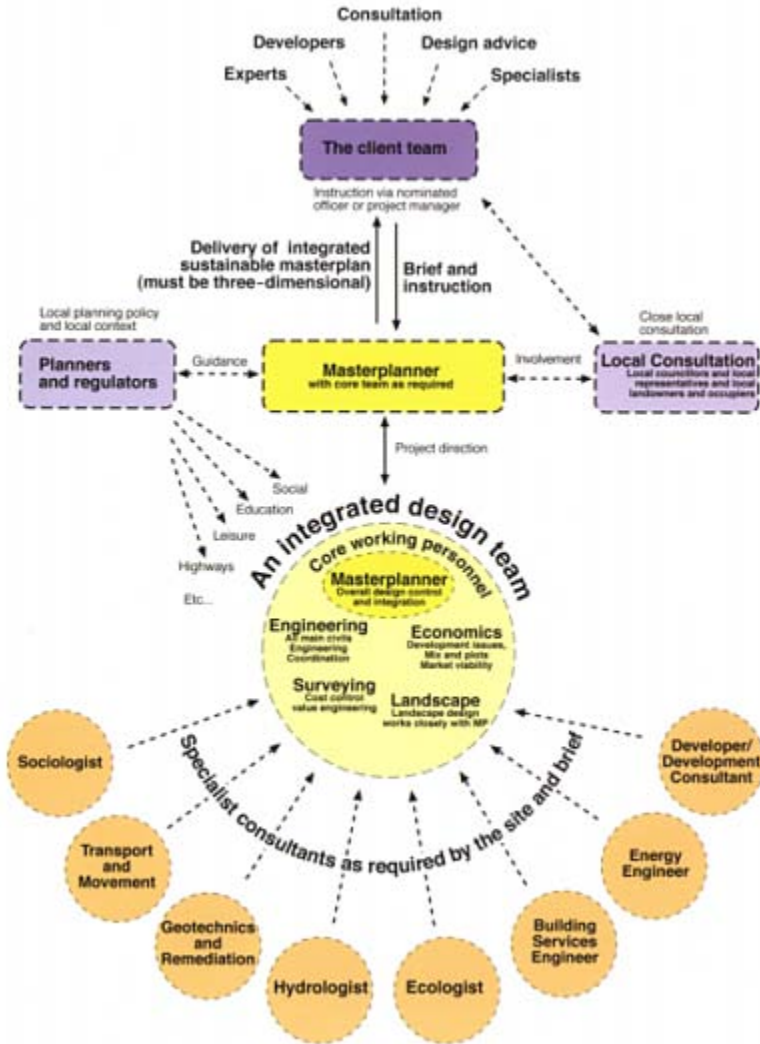 Consultation
Developers
Design advice
Experts
Specialists
The client team
Instruction via nominated
officer or project manager
Delivery of integrated
sustainable masterplan
(must be three-dimensional)
Brief and
instruction
Local planning policy
and local context
Close local
consultation
Planners
and regulators
Guidance
Masterplanner
with core team as required
Involvement
Local Consultation
Local councillors and local
representatives and local
landowners and occupiers
Project direction
Social
Education
Leisure
Highways
Etc...
An integrated design team
Core working personnel
Masterplanner
Overall design control
and integration
Engineering
All main civils
Engineering
Coordination
Economics
Development issues,
Mix and plots
Market viability
Surveying
Cost control
value engineering
Landscape
Landscape design
works closely with MP
Specialist consultants as required by the site and brief
Sociologist
Transport
and
Movement
Geotechnics
and
Remediation
Hydrologist
Ecologist
Building
Services
Engineer
Energy
Engineer
Developer/
Development
Consultant